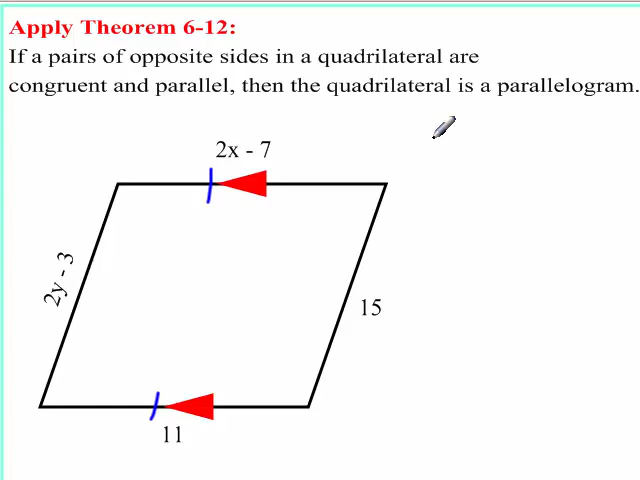 Apply Theorem 6-12:
If a pairs of opposite sides in a quadrilateral are
congruent and parallel, then the quadrilateral is a parallelogram.
2x - 7
2y - 3
15
11